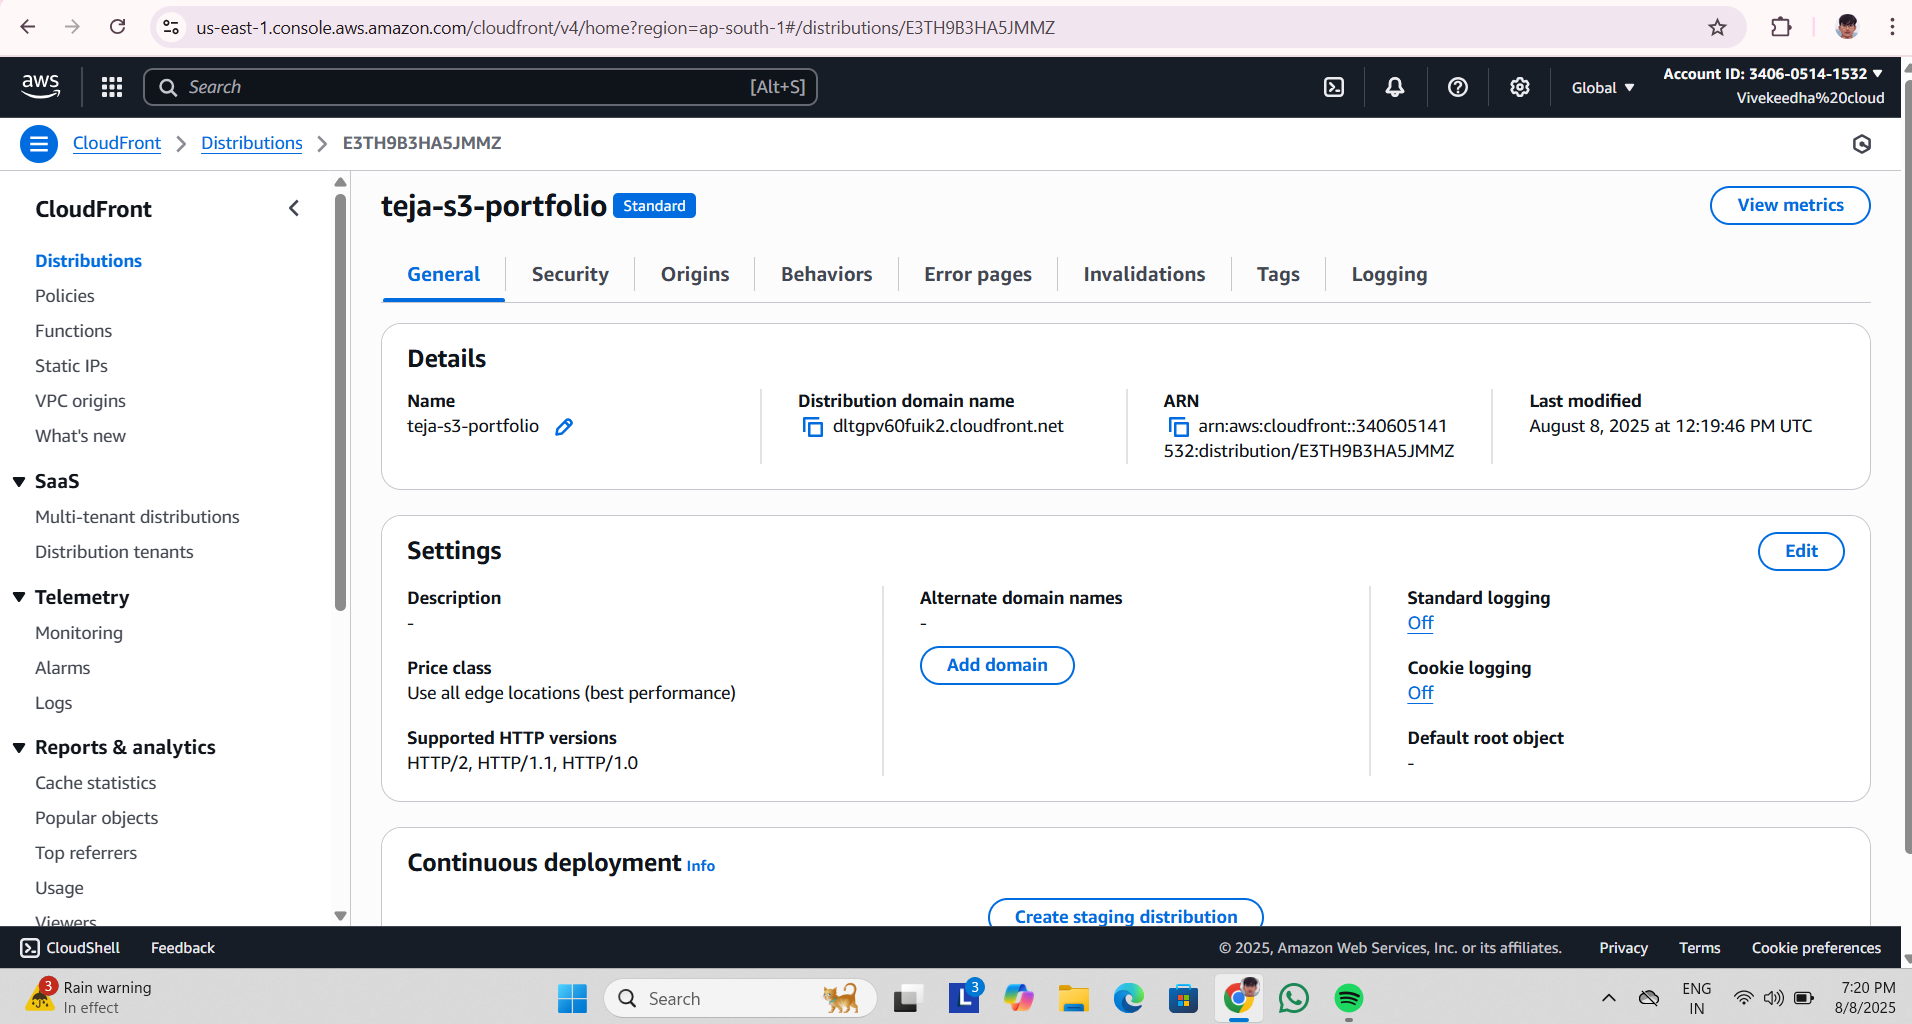 us-east-1.console.aws.amazon.com/cloudfront/v4/home?region=ap-south-1#/distributions/E3TH9B3HA5JMMZ
aws
Search
[Alt+S]
Global
Account ID: 3406-0514-1532
Vivekeedha%20cloud
CloudFront
Distributions
E3TH9B3HA5JMMZ
CloudFront
Distributions
Policies
Functions
Static IPs
VPC origins
What's new
SaaS
Multi-tenant distributions
Distribution tenants
Telemetry
Monitoring
Alarms
Logs
Reports & analytics
Cache statistics
Popular objects
Top referrers
Usage
Viewers
teja-s3-portfolio Standard
View metrics
General
Security
Origins
Behaviors
Error pages
Invalidations
Tags
Logging
Details
Name
teja-s3-portfolio
Distribution domain name
dltgpv60fuik2.cloudfront.net
ARN
arn:aws:cloudfront::340605141
532:distribution/E3TH9B3HA5JMMZ
Last modified
August 8, 2025 at 12:19:46 PM UTC
Settings
Edit
Description
-
Price class
Use all edge locations (best performance)
Supported HTTP versions
HTTP/2, HTTP/1.1, HTTP/1.0
Alternate domain names
-
Add domain
Standard logging
Off
Cookie logging
Off
Default root object
-
Continuous deployment Info
Create staging distribution
CloudShell
Feedback
© 2025, Amazon Web Services, Inc. or its affiliates.
Privacy
Terms
Cookie preferences
3
Rain warning
In effect
Search
L
3
ENG
IN
7:20 PM
8/8/2025